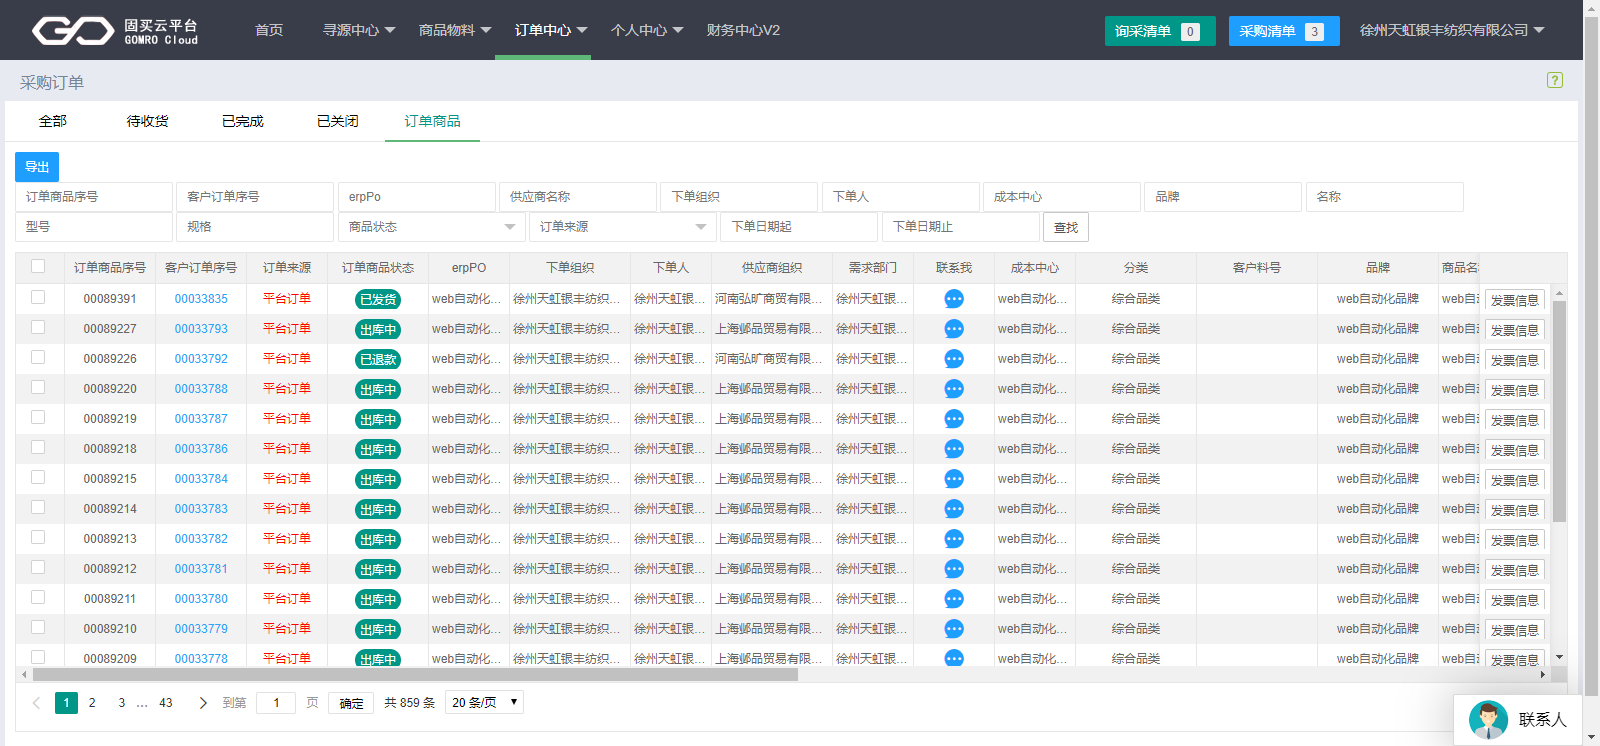 固买云平台
GOMRO Cloud
首页 寻源中心 商品物料 订单中心 个人中心 财务中心V2 询采清单 0 采购清单 3 徐州天虹银丰纺织有限公司
采购订单 ?
全部 待收货 已完成 已关闭 订单商品
导出
订单商品序号 客户订单序号 erpPo 供应商名称 下单组织 下单人 成本中心 品牌 名称
型号 规格 商品状态 订单来源 下单日期起 下单日期止 查找
订单商品序号 客户订单序号 订单来源 订单商品状态 erpPO 下单组织 下单人 供应商组织 需求部门 联系我 成本中心 分类 客户料号 品牌 商品名
00089391 00033835 平台订单 已发货 web自动化... 徐州天虹银丰纺织... 徐州天虹银... 河南弘旷商贸有限... 徐州天虹银... web自动化... 综合品类 web自动化品牌 web自 发票信息
00089227 00033793 平台订单 出库中 web自动化... 徐州天虹银丰纺织... 徐州天虹银... 上海邺品贸易有限... 徐州天虹银... web自动化... 综合品类 web自动化品牌 web自 发票信息
00089226 00033792 平台订单 已退款 web自动化... 徐州天虹银丰纺织... 徐州天虹银... 河南弘旷商贸有限... 徐州天虹银... web自动化... 综合品类 web自动化品牌 web自 发票信息
00089220 00033788 平台订单 出库中 web自动化... 徐州天虹银丰纺织... 徐州天虹银... 上海邺品贸易有限... 徐州天虹银... web自动化... 综合品类 web自动化品牌 web自 发票信息
00089219 00033787 平台订单 出库中 web自动化... 徐州天虹银丰纺织... 徐州天虹银... 上海邺品贸易有限... 徐州天虹银... web自动化... 综合品类 web自动化品牌 web自 发票信息
00089218 00033786 平台订单 出库中 web自动化... 徐州天虹银丰纺织... 徐州天虹银... 上海邺品贸易有限... 徐州天虹银... web自动化... 综合品类 web自动化品牌 web自 发票信息
00089215 00033784 平台订单 出库中 web自动化... 徐州天虹银丰纺织... 徐州天虹银... 上海邺品贸易有限... 徐州天虹银... web自动化... 综合品类 web自动化品牌 web自 发票信息
00089214 00033783 平台订单 出库中 web自动化... 徐州天虹银丰纺织... 徐州天虹银... 上海邺品贸易有限... 徐州天虹银... web自动化... 综合品类 web自动化品牌 web自 发票信息
00089213 00033782 平台订单 出库中 web自动化... 徐州天虹银丰纺织... 徐州天虹银... 上海邺品贸易有限... 徐州天虹银... web自动化... 综合品类 web自动化品牌 web自 发票信息
00089212 00033781 平台订单 出库中 web自动化... 徐州天虹银丰纺织... 徐州天虹银... 上海邺品贸易有限... 徐州天虹银... web自动化... 综合品类 web自动化品牌 web自 发票信息
00089211 00033780 平台订单 出库中 web自动化... 徐州天虹银丰纺织... 徐州天虹银... 上海邺品贸易有限... 徐州天虹银... web自动化... 综合品类 web自动化品牌 web自 发票信息
00089210 00033779 平台订单 出库中 web自动化... 徐州天虹银丰纺织... 徐州天虹银... 上海邺品贸易有限... 徐州天虹银... web自动化... 综合品类 web自动化品牌 web自 发票信息
00089209 00033778 平台订单 出库中 web自动化... 徐州天虹银丰纺织... 徐州天虹银... 上海邺品贸易有限... 徐州天虹银... web自动化... 综合品类 web自动化品牌 web自 发票信息
1 2 3 ... 43 到第 1 页 确定 共 859 条 20 条/页
联系人